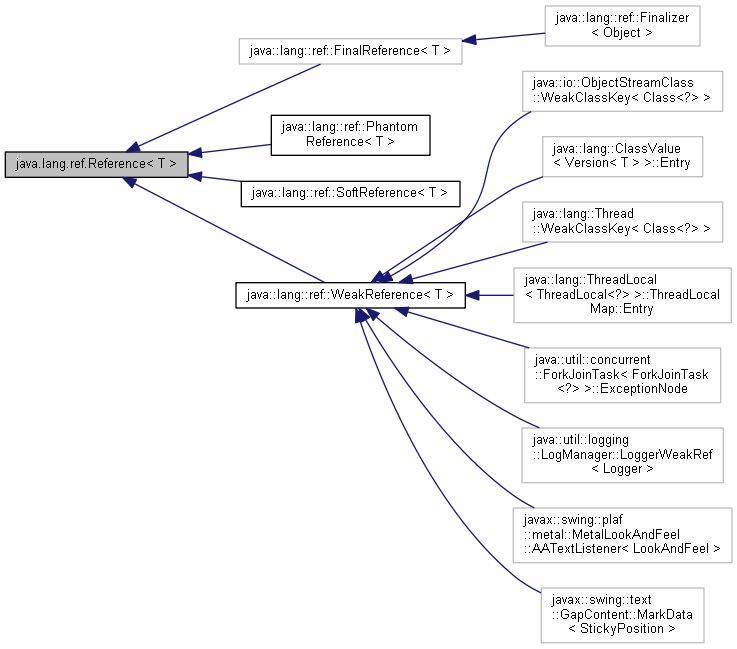 java::lang::ref::Finalizer
< Object >
java::lang::ref::FinalReference< T >
java::io::ObjectStreamClass
::WeakClassKey< Class<?> >
java::lang::ref::Phantom
Reference< T >
java::lang::ClassValue
< Version< T > >::Entry
java.lang.ref.Reference< T >
java::lang::ref::SoftReference< T >
java::lang::Thread
::WeakClassKey< Class<?> >
java::lang::ref::WeakReference< T >
java::lang::ThreadLocal
< ThreadLocal<?> >::ThreadLocal
Map::Entry
java::util::concurrent
::ForkJoinTask< ForkJoinTask
<?> >::ExceptionNode
java::util::logging
::LogManager::LoggerWeakRef
< Logger >
javax::swing::plaf
::metal::MetalLookAndFeel
::AATextListener< LookAndFeel >
javax::swing::text
::GapContent::MarkData
< StickyPosition >